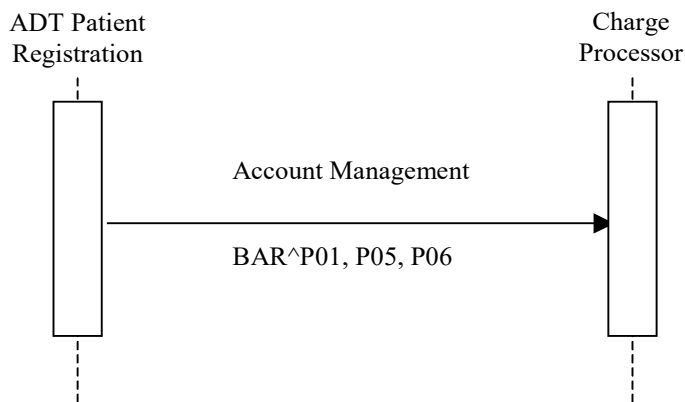 ADT Patient
Registration
Charge
Processor
Account Management
BAR^P01, P05, P06